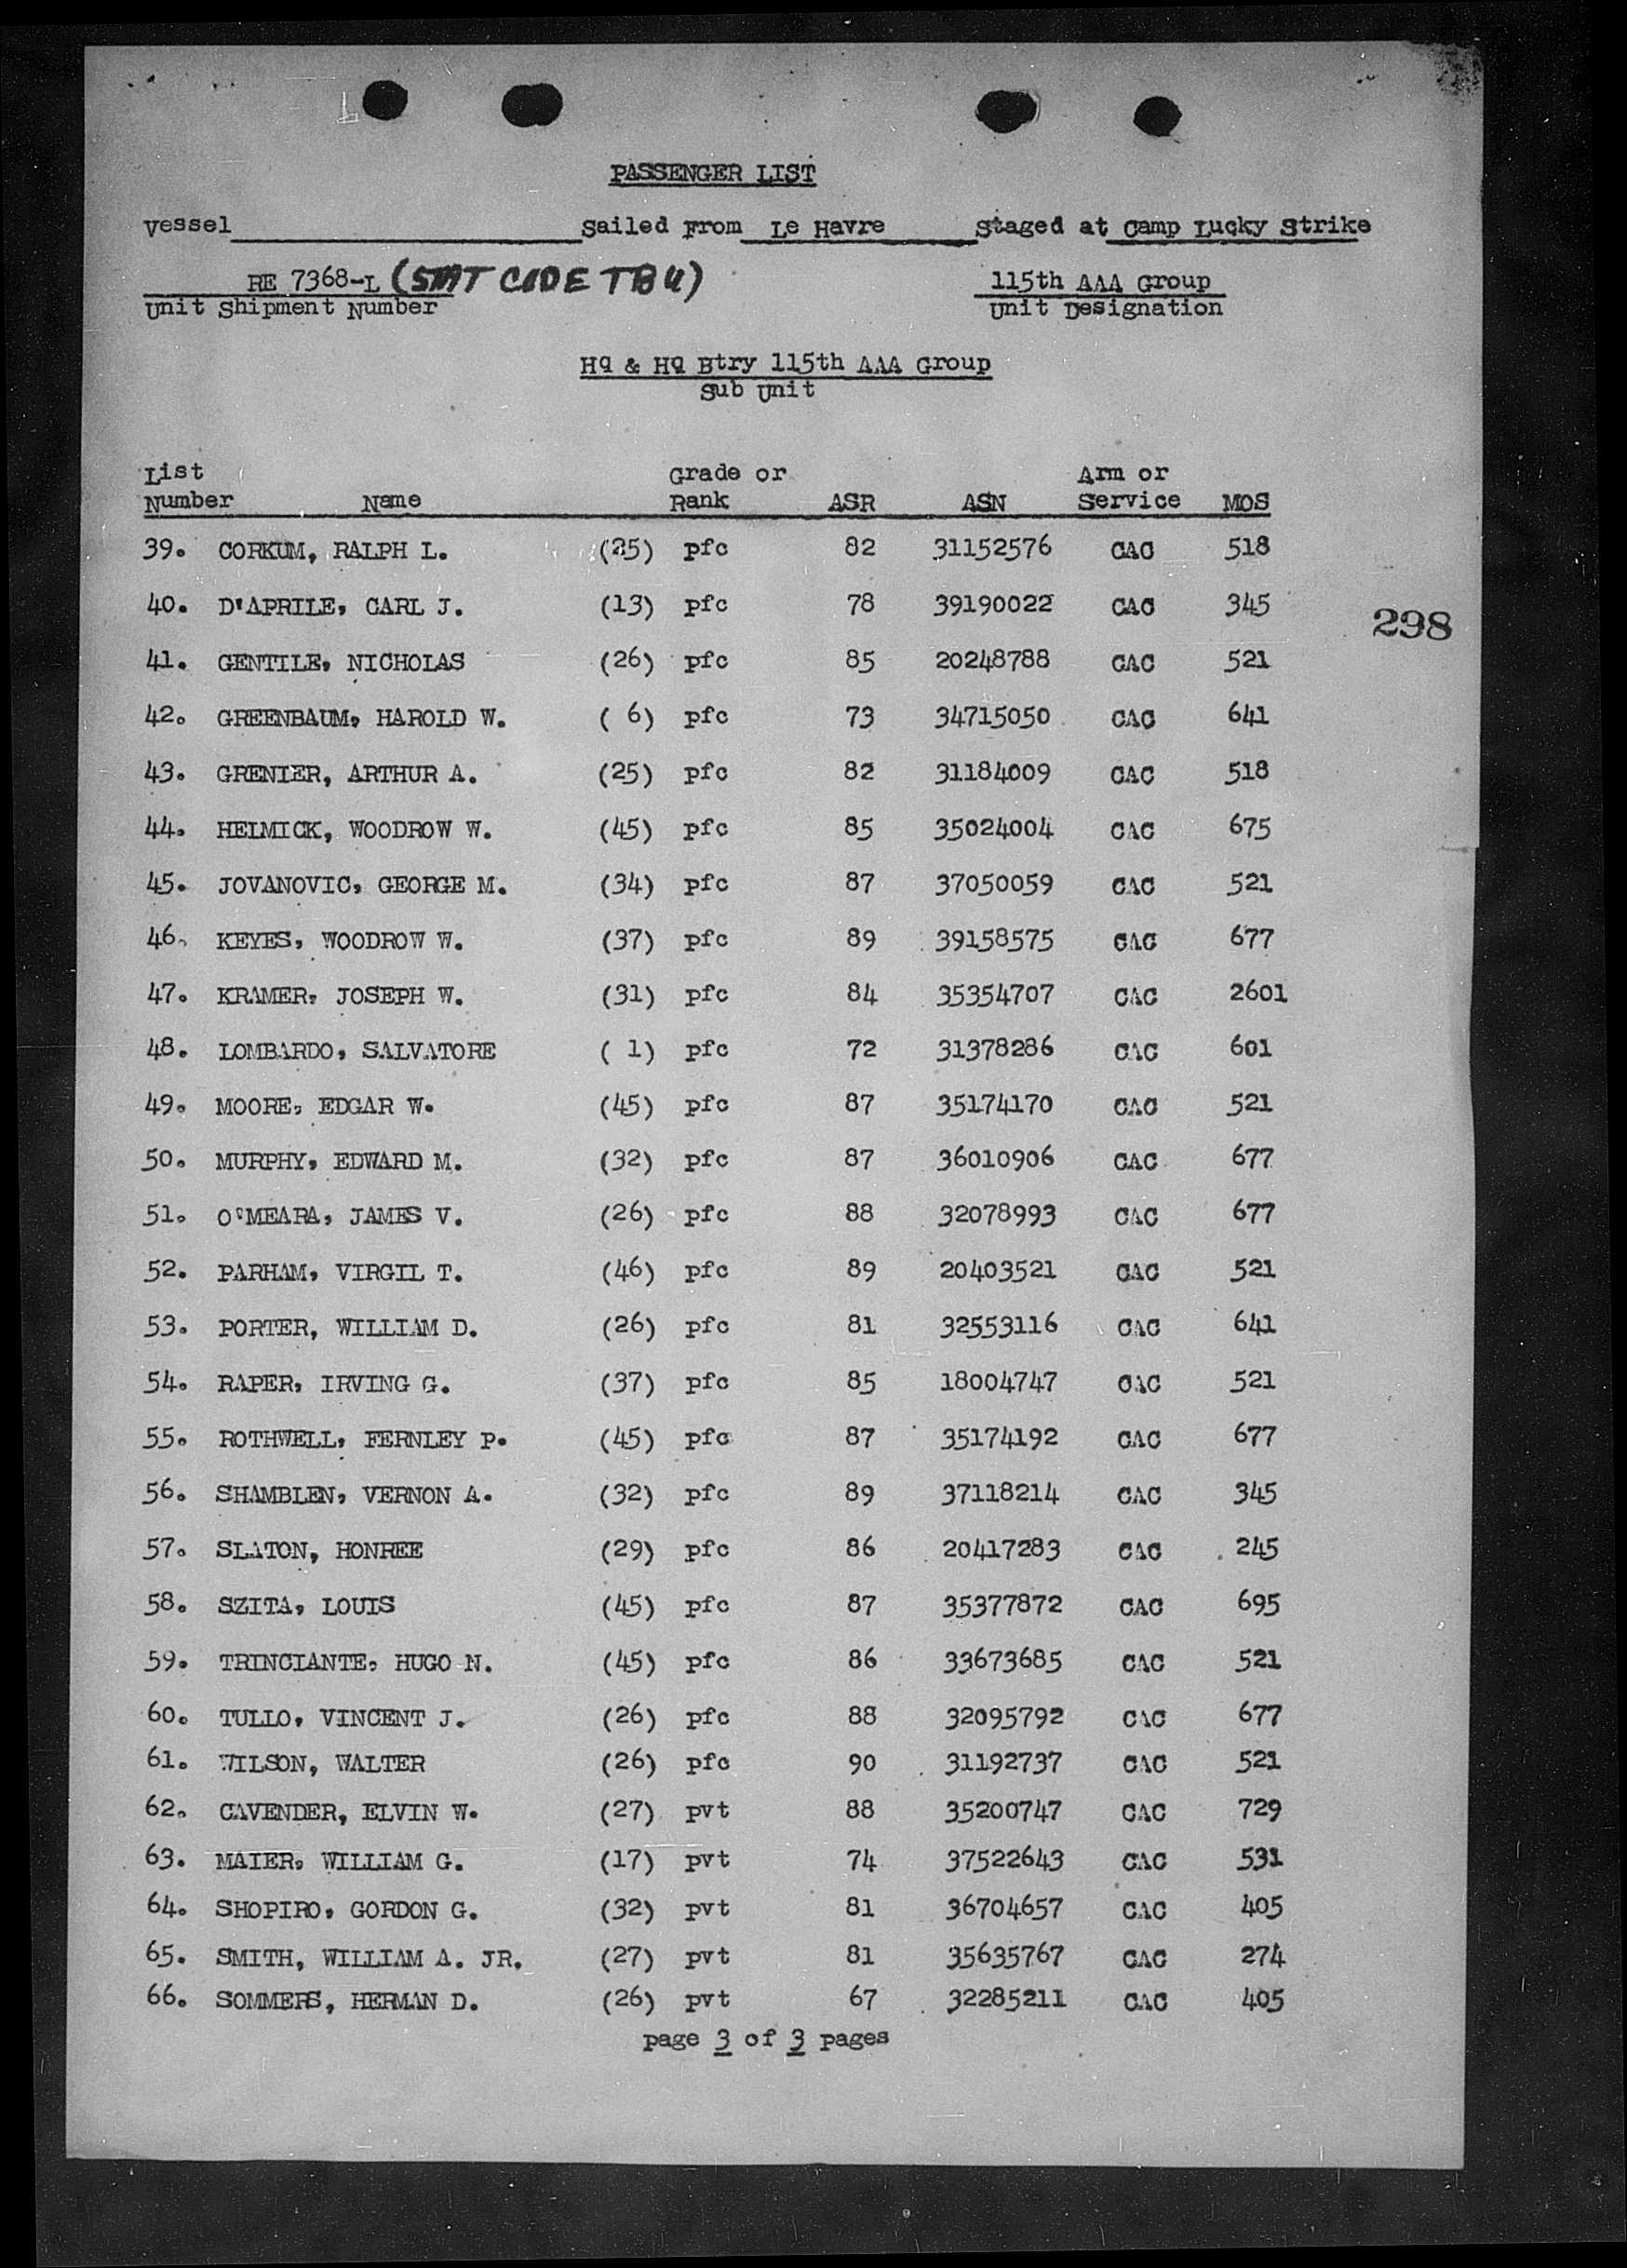 PASSENGER LIST
Vessel Sailed From Le Havre Staged at Camp Lucky Strike
RE 7368-L (STAT CODE TB4) 115th AAA Group
Unit Shipment Number Unit Designation
Hq & Hq Btry 115th AAA Group
Sub Unit
List Grade or Arm or
Number Name Rank ASR ASN Service MOS
39. CORKUM, RALPH L. (25) pfc 82 31152576 CAC 518
40. D'APRILE, CARL J. (13) pfc 78 39190022 CAC 345
298
41. GENTILE, NICHOLAS (26) pfc 85 20248788 CAC 521
42. GREENBAUM, HAROLD W. ( 6) pfc 73 34715050 CAC 641
43. GRENIER, ARTHUR A. (25) pfc 82 31184009 CAC 518
44. HELMICK, WOODROW W. (45) pfc 85 35024004 CAC 675
45. JOVANOVIC, GEORGE M. (34) pfc 87 37050059 CAC 521
46. KEYES, WOODROW W. (37) pfc 89 39158575 CAC 677
47. KRAMER, JOSEPH W. (31) pfc 84 35354707 CAC 2601
48. LOMBARDO, SALVATORE ( 1) pfc 72 31378286 CAC 601
49. MOORE, EDGAR W. (45) pfc 87 35174170 CAC 521
50. MURPHY, EDWARD M. (32) pfc 87 36010906 CAC 677
51. O'MEARA, JAMES V. (26) pfc 88 32078993 CAC 677
52. PARHAM, VIRGIL T. (46) pfc 89 20403521 CAC 521
53. PORTER, WILLIAM D. (26) pfc 81 32553116 CAC 641
54. RAPER, IRVING G. (37) pfc 85 18004747 CAC 521
55. ROTHWELL, FERNLEY P. (45) pfc 87 35174192 CAC 677
56. SHAMBLEN, VERNON A. (32) pfc 89 37118214 CAC 345
57. SLATON, HONREE (29) pfc 86 20417283 CAC 245
58. SZITA, LOUIS (45) pfc 87 35377872 CAC 695
59. TRINCIANTE, HUGO N. (45) pfc 86 33673685 CAC 521
60. TULLO, VINCENT J. (26) pfc 88 32095792 CAC 677
61. WILSON, WALTER (26) pfc 90 31192737 CAC 521
62. CAVENDER, ELVIN W. (27) pvt 88 35200747 CAC 729
63. MAIER, WILLIAM G. (17) pvt 74 37522643 CAC 531
64. SHOPIRO, GORDON G. (32) pvt 81 36704657 CAC 405
65. SMITH, WILLIAM A. JR. (27) pvt 81 35635767 CAC 274
66. SOMMERS, HERMAN D. (26) pvt 67 32285211 CAC 405
page 3 of 3 pages